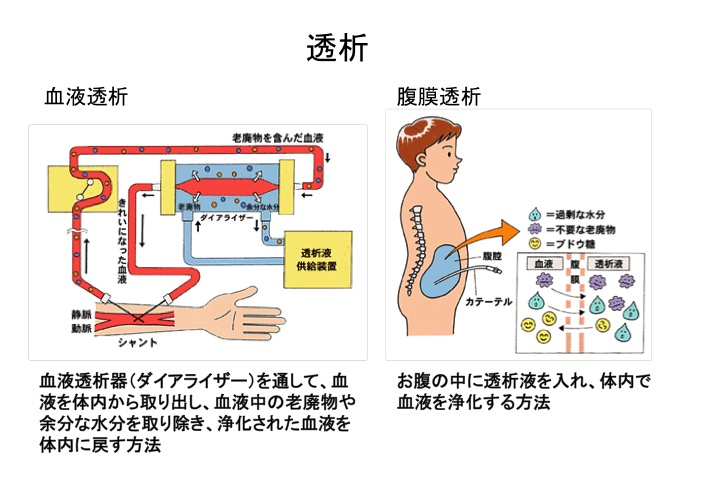 透析
血液透析
腹膜透析
老廃物を含んだ血液
きれいになった血液
老廃物
余分な水分
ダイアライザー
透析液
供給装置
静脈
動脈
シャント
=過剰な水分
=不要な老廃物
=ブドウ糖
腹腔
カテーテル
血液
腹膜
透析液
血液透析器(ダイアライザー)を通して、血
液を体内から取り出し、血液中の老廃物や
余分な水分を取り除き、浄化された血液を
体内に戻す方法
お腹の中に透析液を入れ、体内で
血液を浄化する方法